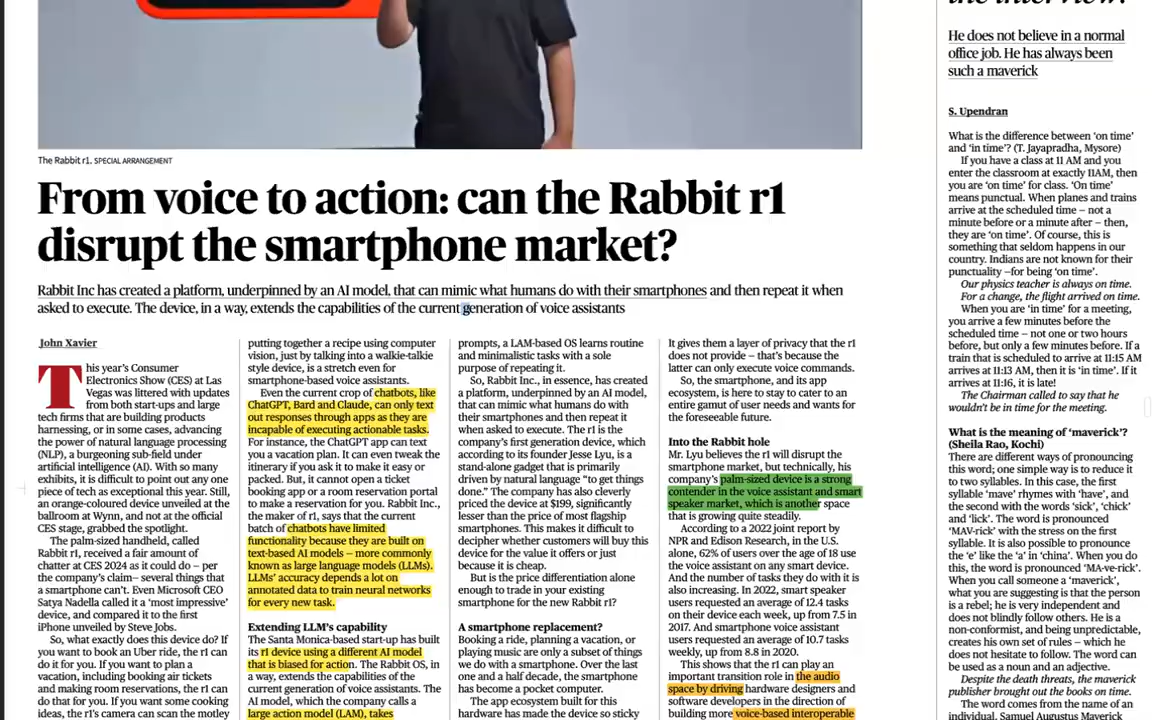 The Rabbit r1. SPECIAL ARRANGEMENT
From voice to action: can the Rabbit r1
disrupt the smartphone market?
Rabbit Inc has created a platform, underpinned by an AI model, that can mimic what humans do with their smartphones and then repeat it when
asked to execute. The device, in a way, extends the capabilities of the current generation of voice assistants
John Xavier
This year's Consumer
Electronics Show (CES) at Las
Vegas was littered with updates
from both start-ups and large
tech firms that are building products
harnessing, or in some cases, advancing
the power of natural language processing
(NLP), a burgeoning sub-field under
artificial intelligence (AI). With so many
exhibits, it is difficult to point out any one
piece of tech as exceptional this year. Still,
an orange-coloured device unveiled at the
ballroom at Wynn, and not at the official
CES stage, grabbed the spotlight.
The palm-sized handheld, called
Rabbit r1, received a fair amount of
chatter at CES 2024 as it could do – per
the company's claim– several things that
a smartphone can't. Even Microsoft CEO
Satya Nadella called it a 'most impressive'
device, and compared it to the first
iPhone unveiled by Steve Jobs.
So, what exactly does this device do? If
you want to book an Uber ride, the r1 can
do it for you. If you want to plan a
vacation, including booking air tickets
and making room reservations, the r1 can
do that for you. If you want some cooking
ideas, the r1's camera can scan the motley
putting together a recipe using computer
vision, just by talking into a walkie-talkie
style device, is a stretch even for
smartphone-based voice assistants.
Even the current crop of chatbots, like
ChatGPT, Bard and Claude, can only text
out responses through apps as they are
incapable of executing actionable tasks.
For instance, the ChatGPT app can text
you a vacation plan. It can even tweak the
itinerary if you ask it to make it easy or
packed. But, it cannot open a ticket
booking app or a room reservation portal
to make a reservation for you. Rabbit Inc.,
the maker of r1, says that the current
batch of chatbots have limited
functionality because they are built on
text-based AI models – more commonly
known as large language models (LLMs).
LLMs' accuracy depends a lot on
annotated data to train neural networks
for every new task.
Extending LLM's capability
The Santa Monica-based start-up has built
its r1 device using a different AI model
that is biased for action. The Rabbit OS, in
a way, extends the capabilities of the
current generation of voice assistants. The
AI model, which the company calls a
large action model (LAM), takes
prompts, a LAM-based OS learns routine
and minimalistic tasks with a sole
purpose of repeating it.
So, Rabbit Inc., in essence, has created
a platform, underpinned by an AI model,
that can mimic what humans do with
their smartphones and then repeat it
when asked to execute. The r1 is the
company's first generation device, which
according to its founder Jesse Lyu, is a
stand-alone gadget that is primarily
driven by natural language "to get things
done." The company has also cleverly
priced the device at $199, significantly
lesser than the price of most flagship
smartphones. This makes it difficult to
decipher whether customers will buy this
device for the value it offers or just
because it is cheap.
But is the price differentiation alone
enough to trade in your existing
smartphone for the new Rabbit r1?
A smartphone replacement?
Booking a ride, planning a vacation, or
playing music are only a subset of things
we do with a smartphone. Over the last
one and a half decade, the smartphone
has become a pocket computer.
The app ecosystem built for this
hardware has made the device so sticky
It gives them a layer of privacy that the r1
does not provide – that's because the
latter can only execute voice commands.
So, the smartphone, and its app
ecosystem, is here to stay to cater to an
entire gamut of user needs and wants for
the foreseeable future.
Into the Rabbit hole
Mr. Lyu believes the r1 will disrupt the
smartphone market, but technically, his
company's palm-sized device is a strong
contender in the voice assistant and smart
speaker market, which is another space
that is growing quite steadily.
According to a 2022 joint report by
NPR and Edison Research, in the U.S.
alone, 62% of users over the age of 18 use
the voice assistant on any smart device.
And the number of tasks they do with it is
also increasing. In 2022, smart speaker
users requested an average of 12.4 tasks
on their device each week, up from 7.5 in
2017. And smartphone voice assistant
users requested an average of 10.7 tasks
weekly, up from 8.8 in 2020.
This shows that the r1 can play an
important transition role in the audio
space by driving hardware designers and
software developers in the direction of
building more voice-based interoperable
the interview!
He does not believe in a normal
office job. He has always been
such a maverick
S. Upendran
What is the difference between 'on time'
and 'in time'? (T. Jayapradha, Mysore)
If you have a class at 11 AM and you
enter the classroom at exactly 11AM, then
you are 'on time' for class. 'On time'
means punctual. When planes and trains
arrive at the scheduled time – not a
minute before or a minute after – then,
they are 'on time'. Of course, this is
something that seldom happens in our
country. Indians are not known for their
punctuality –for being 'on time'.
Our physics teacher is always on time.
For a change, the flight arrived on time.
When you are 'in time' for a meeting,
you arrive a few minutes before the
scheduled time – not one or two hours
before, but only a few minutes before. If a
train that is scheduled to arrive at 11:15 AM
arrives at 11:13 AM, then it is 'in time'. If it
arrives at 11:16, it is late!
The Chairman called to say that he
wouldn't be in time for the meeting.
What is the meaning of 'maverick'?
(Sheila Rao, Kochi)
There are different ways of pronouncing
this word; one simple way is to reduce it
to two syllables. In this case, the first
syllable 'mave' rhymes with 'have', and
the second with the words 'sick', 'chick'
and 'lick'. The word is pronounced
'MAV-rick' with the stress on the first
syllable. It is also possible to pronounce
the 'e' like the 'a' in 'china'. When you do
this, the word is pronounced 'MA-ve-rick'.
When you call someone a 'maverick',
what you are suggesting is that the person
is a rebel; he is very independent and
does not blindly follow others. He is a
non-conformist, and being unpredictable,
creates his own set of rules – which he
does not hesitate to follow. The word can
be used as a noun and an adjective.
Despite the death threats, the maverick
publisher brought out the books on time.
The word comes from the name of an
individual, Samuel Augustus Maverick